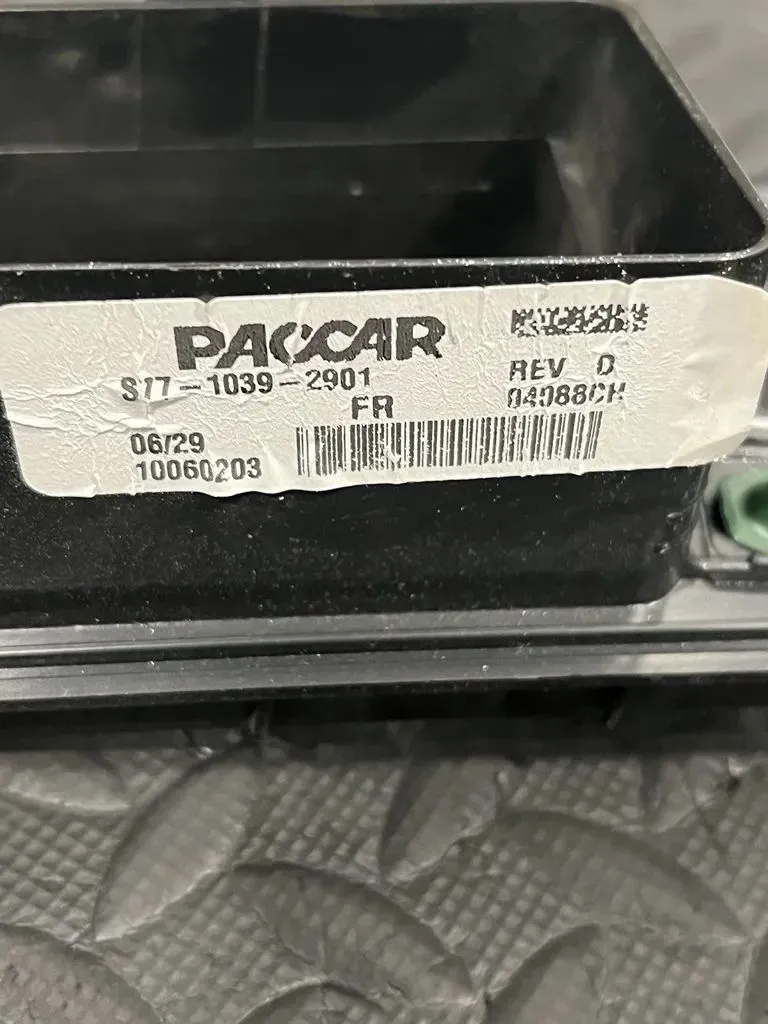 PACCAR
S17-1039-2901
REV D
FR
04088CH
06/29
10060203